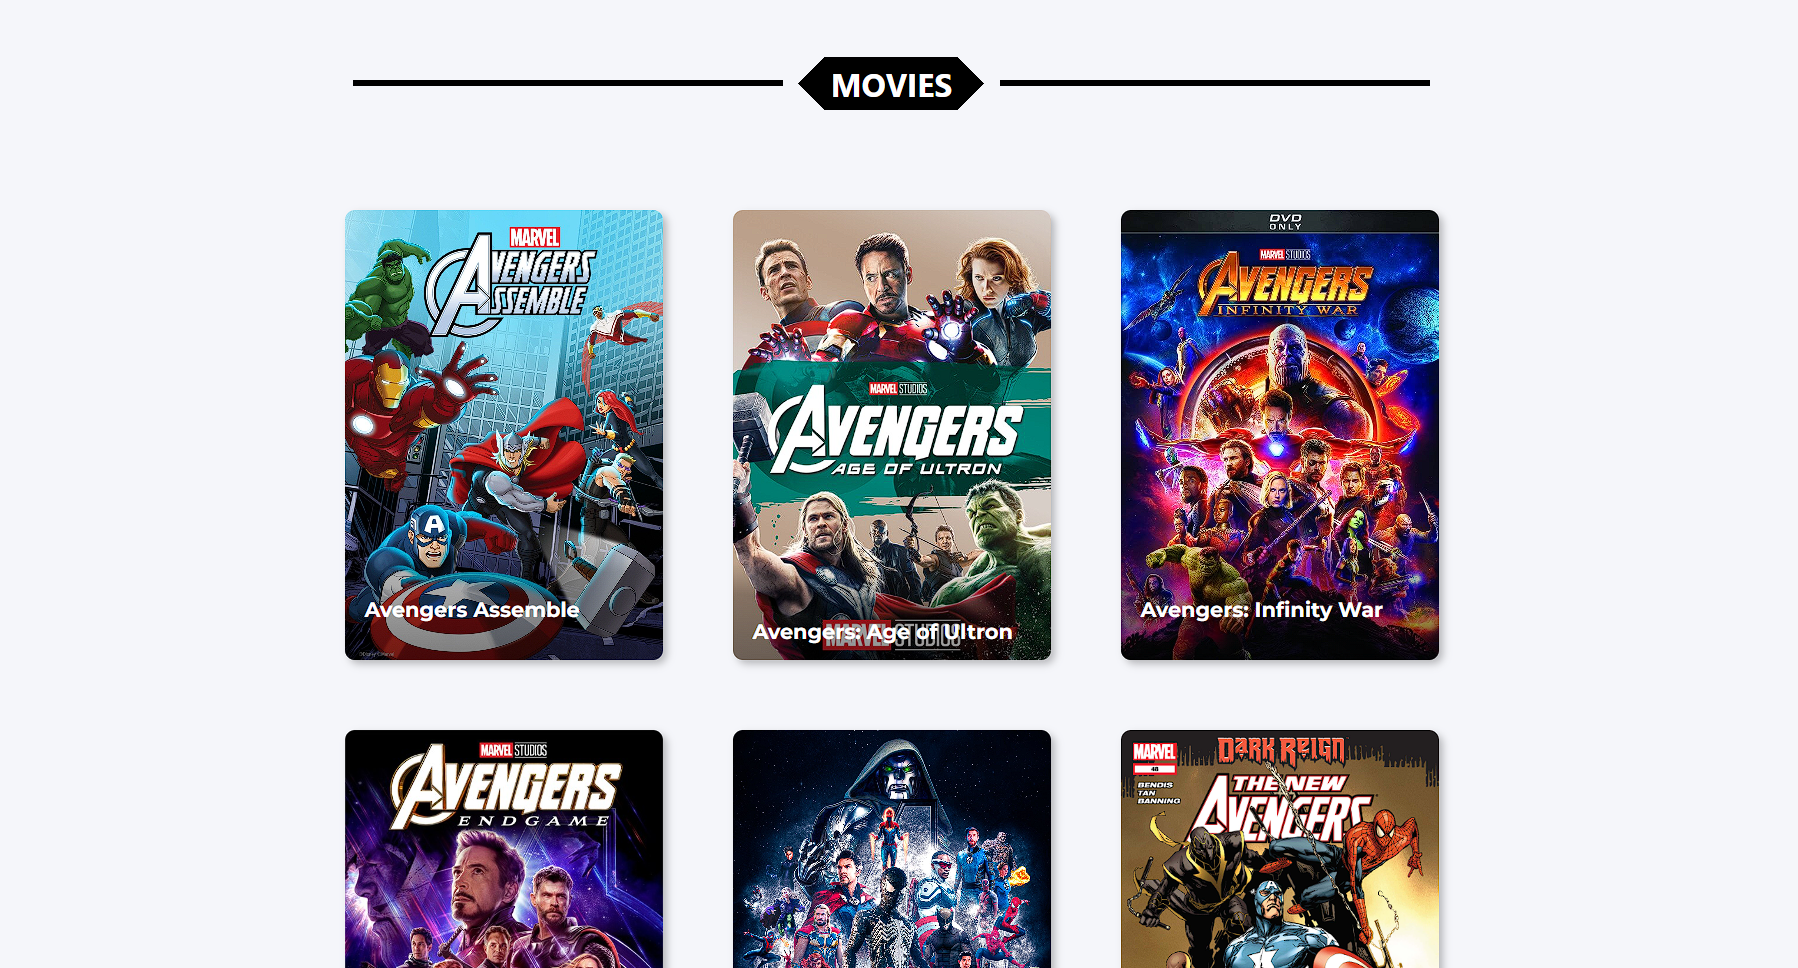 MOVIES
MARVEL
AVENGERS
ASSEMBLE
Avengers Assemble
MARVEL STUDIOS
AVENGERS
AGE OF ULTRON
MARVEL STUDIOS
Avengers: Age of Ultron
DVD
ONLY
MARVEL STUDIOS
AVENGERS
INFINITY WAR
Avengers: Infinity War
MARVEL STUDIOS
AVENGERS
ENDGAME
MARVEL
48
BENDIS
TAN
BANNING
DARK REIGN
THE NEW
AVENGERS